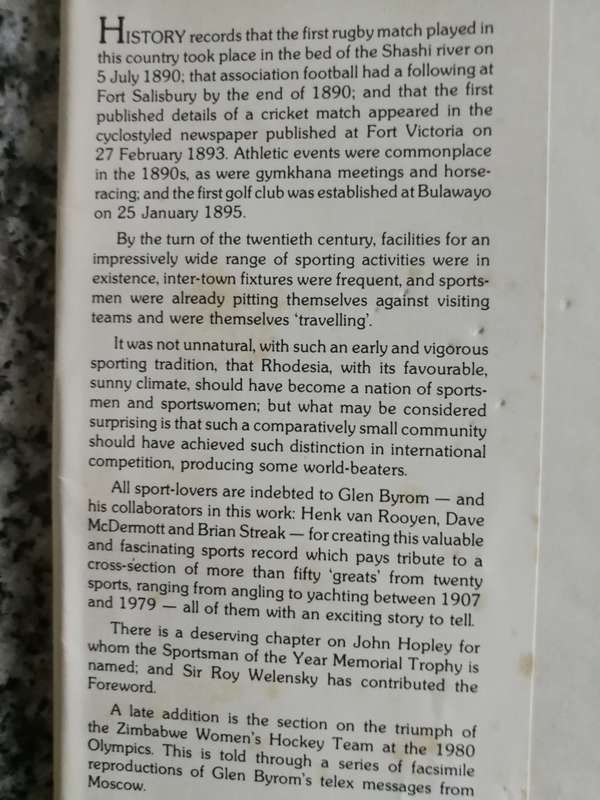 HISTORY records that the first rugby match played in
this country took place in the bed of the Shashi river on
5 July 1890; that association football had a following at
Fort Salisbury by the end of 1890; and that the first
published details of a cricket match appeared in the
cyclostyled newspaper published at Fort Victoria on
27 February 1893. Athletic events were commonplace
in the 1890s, as were gymkhana meetings and horse-
racing; and the first golf club was established at Bulawayo
on 25 January 1895.
By the turn of the twentieth century, facilities for an
impressively wide range of sporting activities were in
existence, inter-town fixtures were frequent, and sports-
men were already pitting themselves against visiting
teams and were themselves ‘travelling’.
It was not unnatural, with such an early and vigorous
sporting tradition, that Rhodesia, with its favourable,
sunny climate, should have become a nation of sports-
men and sportswomen; but what may be considered
surprising is that such a comparatively small community
should have achieved such distinction in international
competition, producing some world-beaters.
All sport-lovers are indebted to Glen Byrom — and
his collaborators in this work: Henk van Rooyen, Dave
McDermott and Brian Streak — for creating this valuable
and fascinating sports record which pays tribute to a
cross-section of more than fifty ‘greats’ from twenty
sports, ranging from angling to yachting between 1907
and 1979 — all of them with an exciting story to tell.
There is a deserving chapter on John Hopley for
whom the Sportsman of the Year Memorial Trophy is
named; and Sir Roy Welensky has contributed the
Foreword.
A late addition is the section on the triumph of
the Zimbabwe Women's Hockey Team at the 1980
Olympics. This is told through a series of facsimile
reproductions of Glen Byrom's telex messages from
Moscow.